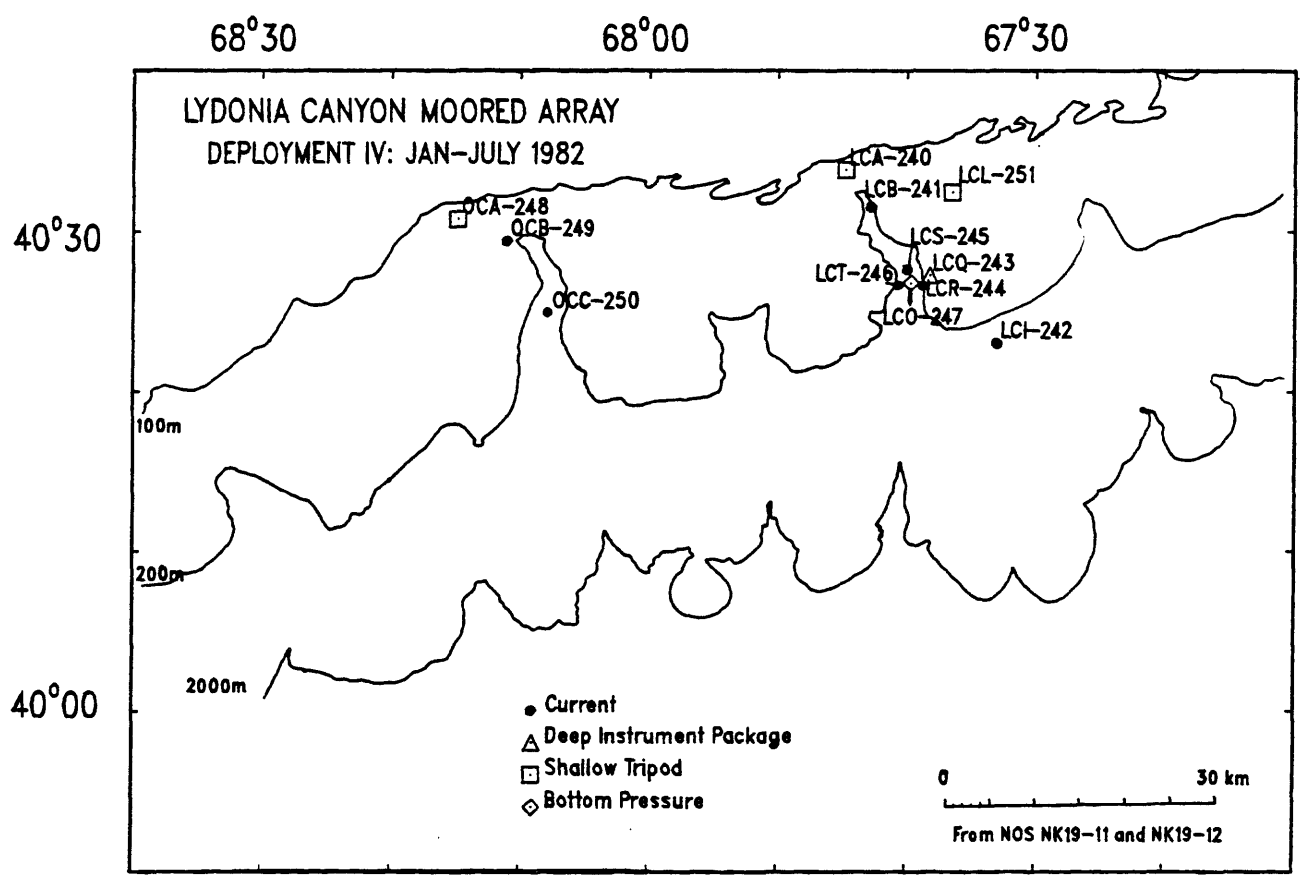 68°30 68°00 67°30
LYDONIA CANYON MOORED ARRAY
DEPLOYMENT IV: JAN-JULY 1982
LCA-240
LCB-241
LCL-251
OCA-248
OCB-249
40°30
LCS-245
LCT-246
LCQ-243
LCR-244
OCC-250
LCO-247
LCI-242
100m
200m
2000m
40°00
Current
Deep Instrument Package
Shallow Tripod
Bottom Pressure
0 30 km
From NOS NK19-11 and NK19-12